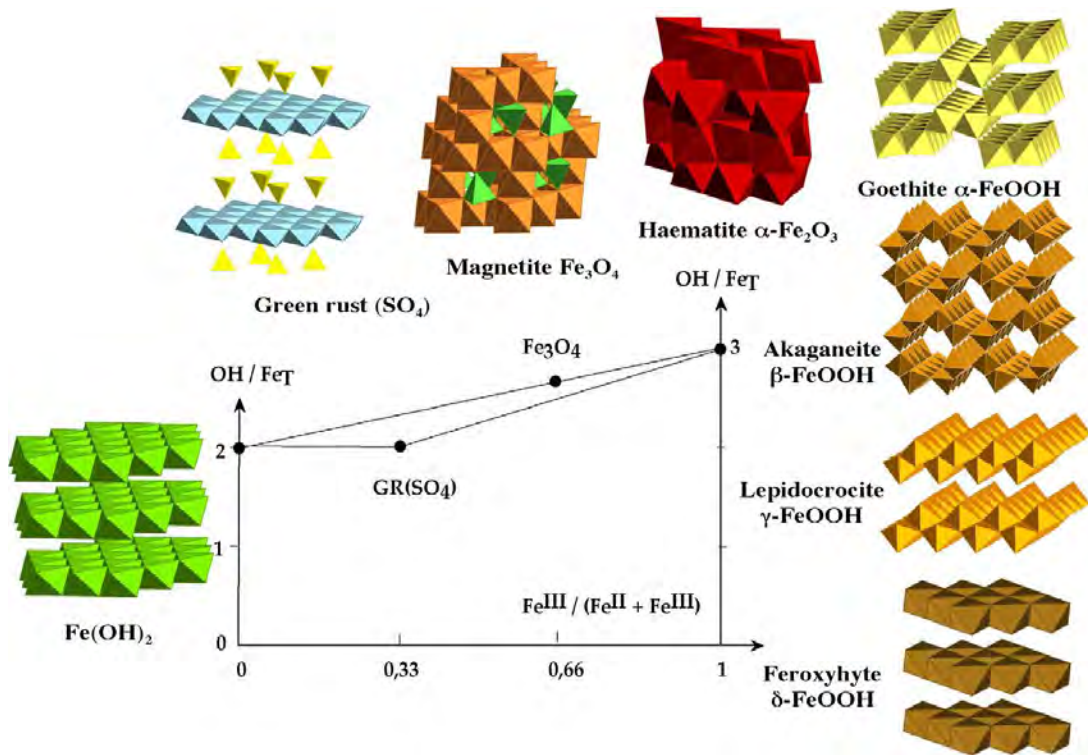 Green rust (SO₄)
Magnetite Fe₃O₄
Haematite α-Fe₂O₃
Goethite α-FeOOH
OH / FeT
OH / FeT
Fe₃O₄
3
Akaganeite
β-FeOOH
2
GR(SO₄)
Lepidocrocite
γ-FeOOH
1
Feᴵᴵᴵ / (Feᴵᴵ + Feᴵᴵᴵ)
Fe(OH)₂
0
0
0,33
0,66
1
Feroxyhyte
δ-FeOOH